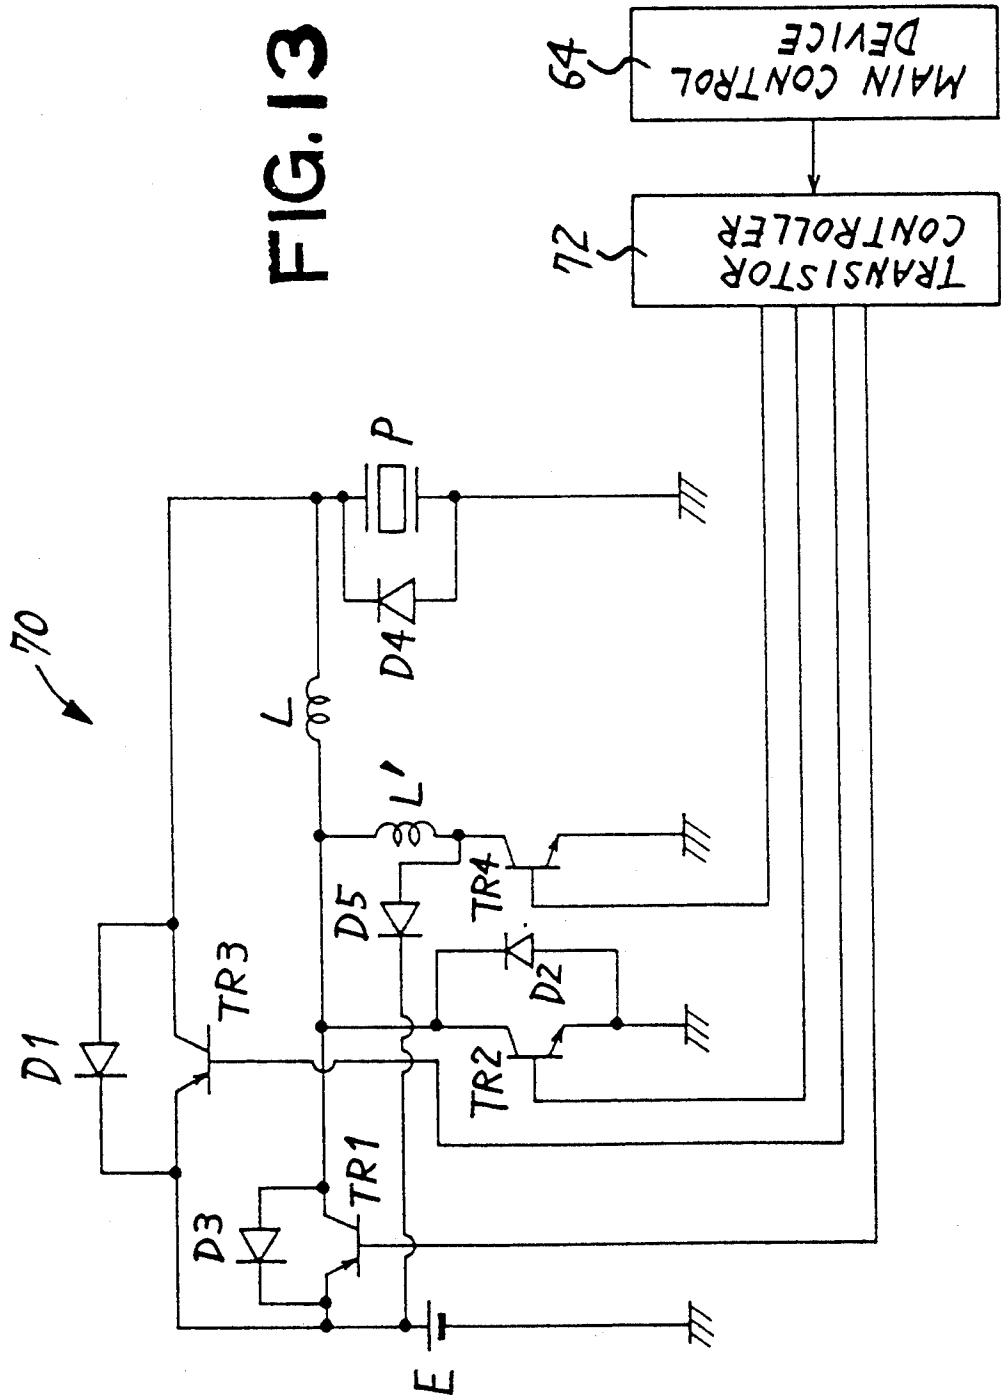 FIG. 13
70
D1
TR3
D3
TR1
E
L
L'
D5
D4
P
TR4
TR2
D2
72
TRANSISTOR
CONTROLLER
64
MAIN CONTROL
DEVICE